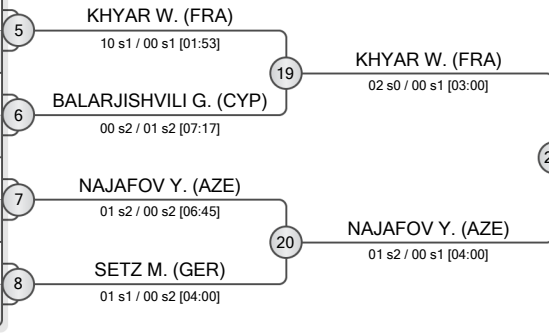 KHYAR W. (FRA)
5
10 s1 / 00 s1 [01:53]
19
KHYAR W. (FRA)
02 s0 / 00 s1 [03:00]
BALARJISHVILI G. (CYP)
6
00 s2 / 01 s2 [07:17]
NAJAFOV Y. (AZE)
7
01 s2 / 00 s2 [06:45]
20
NAJAFOV Y. (AZE)
01 s2 / 00 s1 [04:00]
SETZ M. (GER)
8
01 s1 / 00 s2 [04:00]